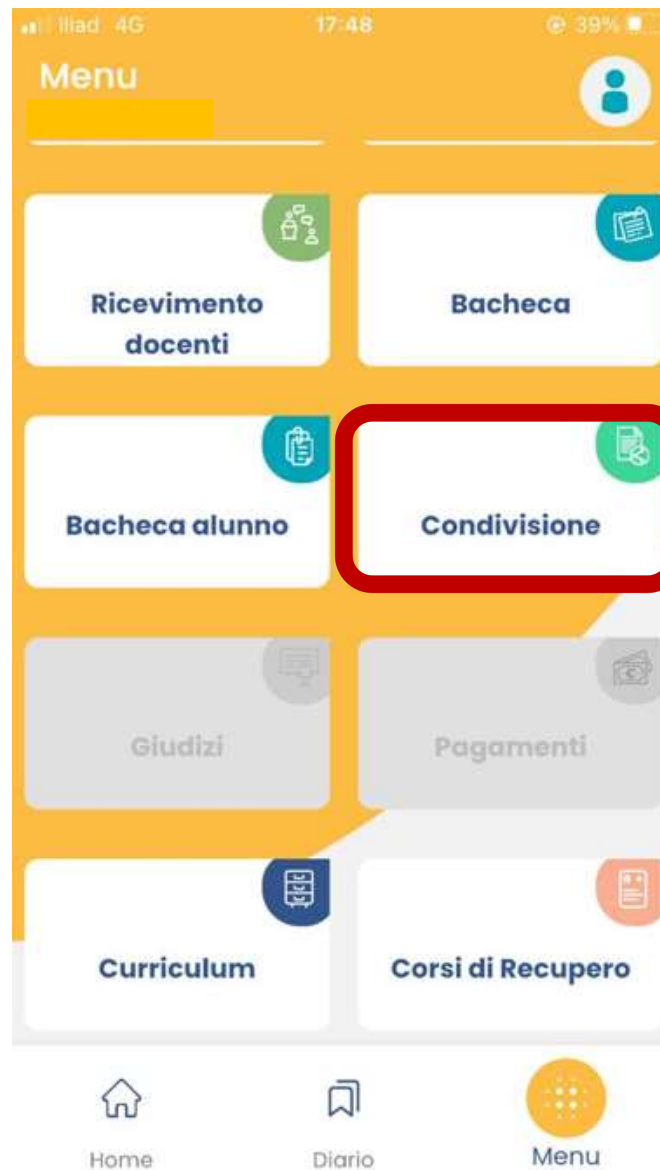 Iliad 4G 17:48 39%
Menu
Ricevimento
docenti
Bacheca
Bacheca alunno
Condivisione
Giudizi
Pagamenti
Curriculum
Corsi di Recupero
Home
Diario
Menu